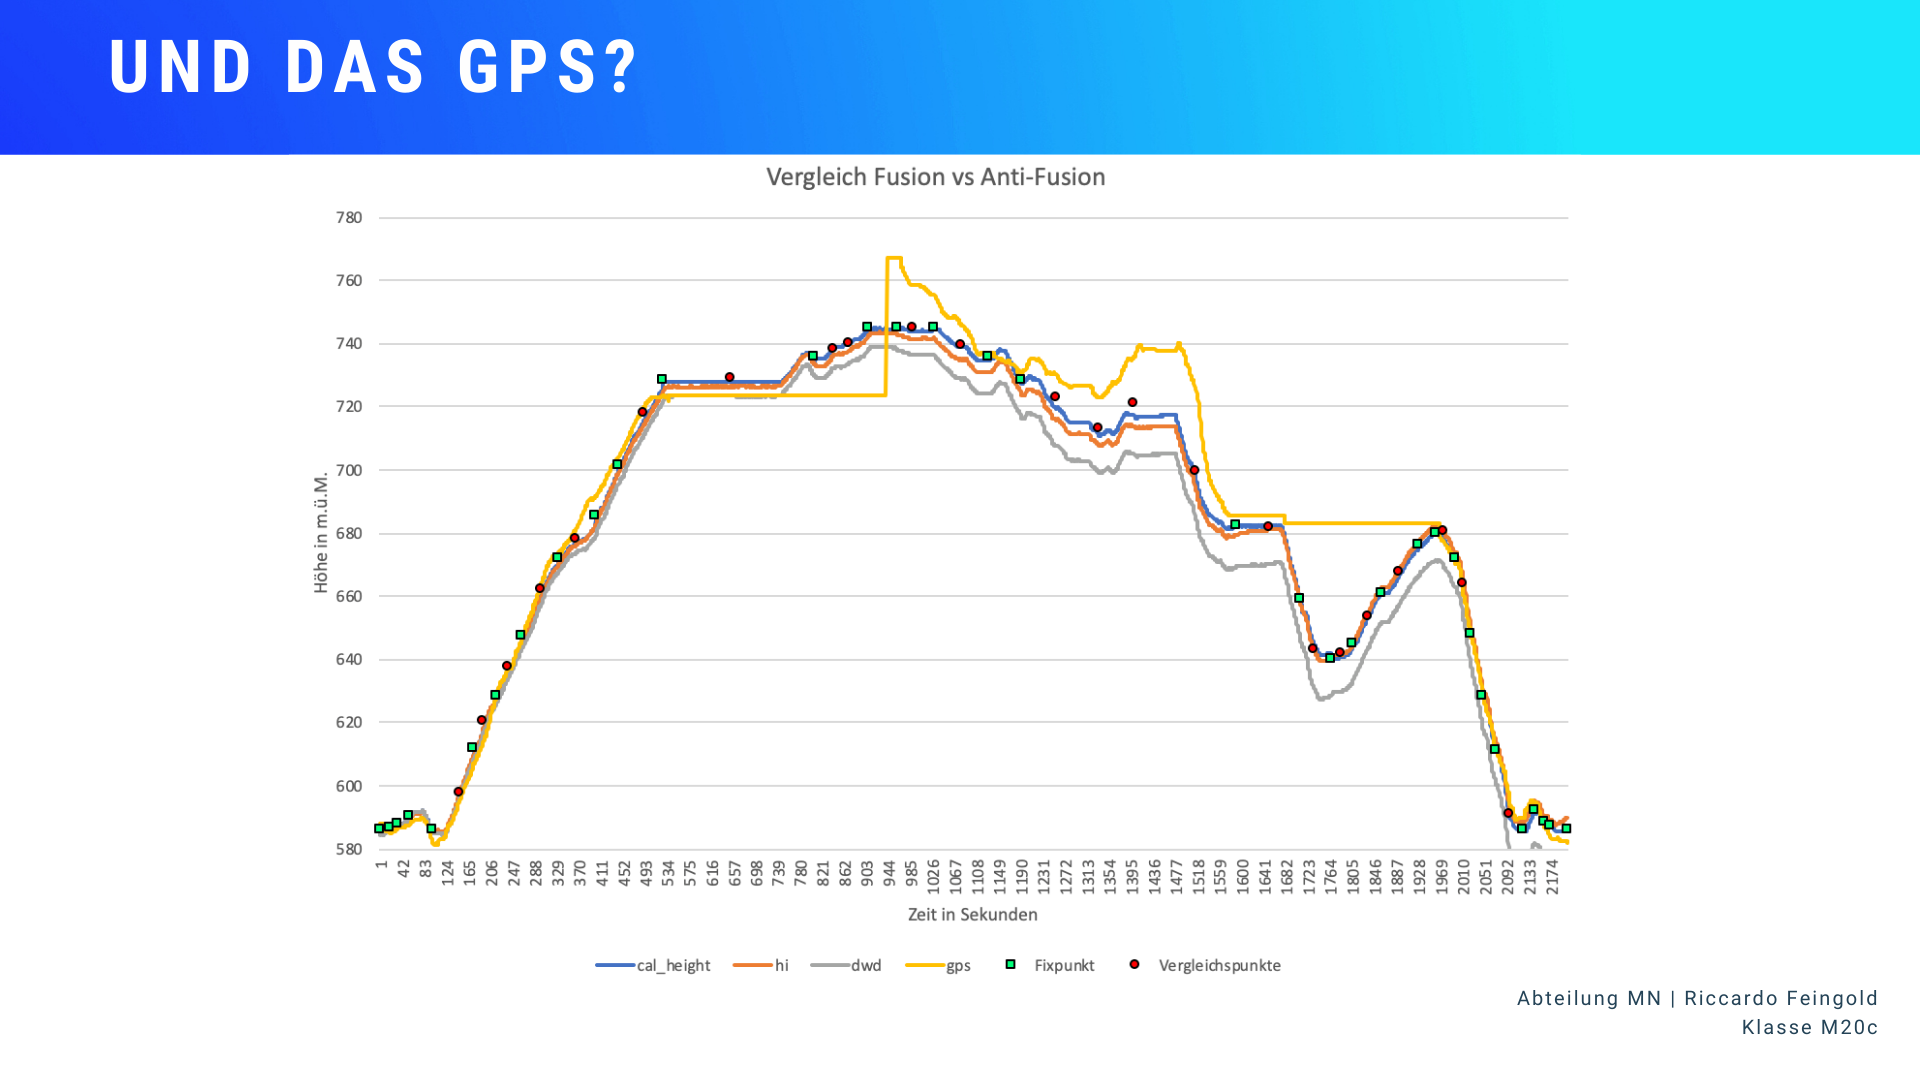 UND DAS GPS?
Vergleich Fusion vs Anti-Fusion
Höhe in m.ü.M.
780
760
740
720
700
680
660
640
620
600
580
1 42 83 124 165 206 247 288 329 370 411 452 493 534 575 616 657 698 739 780 821 862 903 944 985 1026 1067 1108 1149 1190 1231 1272 1313 1354 1395 1436 1477 1518 1559 1600 1641 1682 1723 1764 1805 1846 1887 1928 1969 2010 2051 2092 2133 2174
Zeit in Sekunden
cal_height hi dwd gps Fixpunkt Vergleichspunkte
Abteilung MN | Riccardo Feingold
Klasse M20c